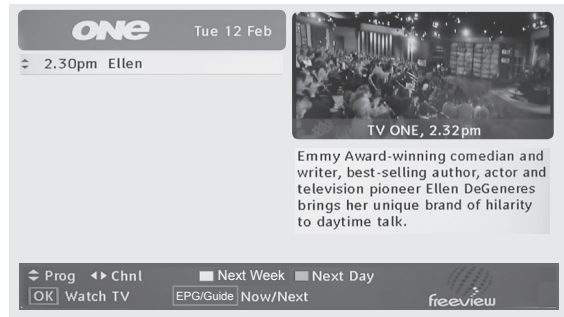 ONE Tue 12 Feb
2.30pm Ellen
TV ONE, 2.32pm
Emmy Award-winning comedian and
writer, best-selling author, actor and
television pioneer Ellen DeGeneres
brings her unique brand of hilarity
to daytime talk.
Prog Chnl Next Week Next Day
OK Watch TV EPG/Guide Now/Next
freeview